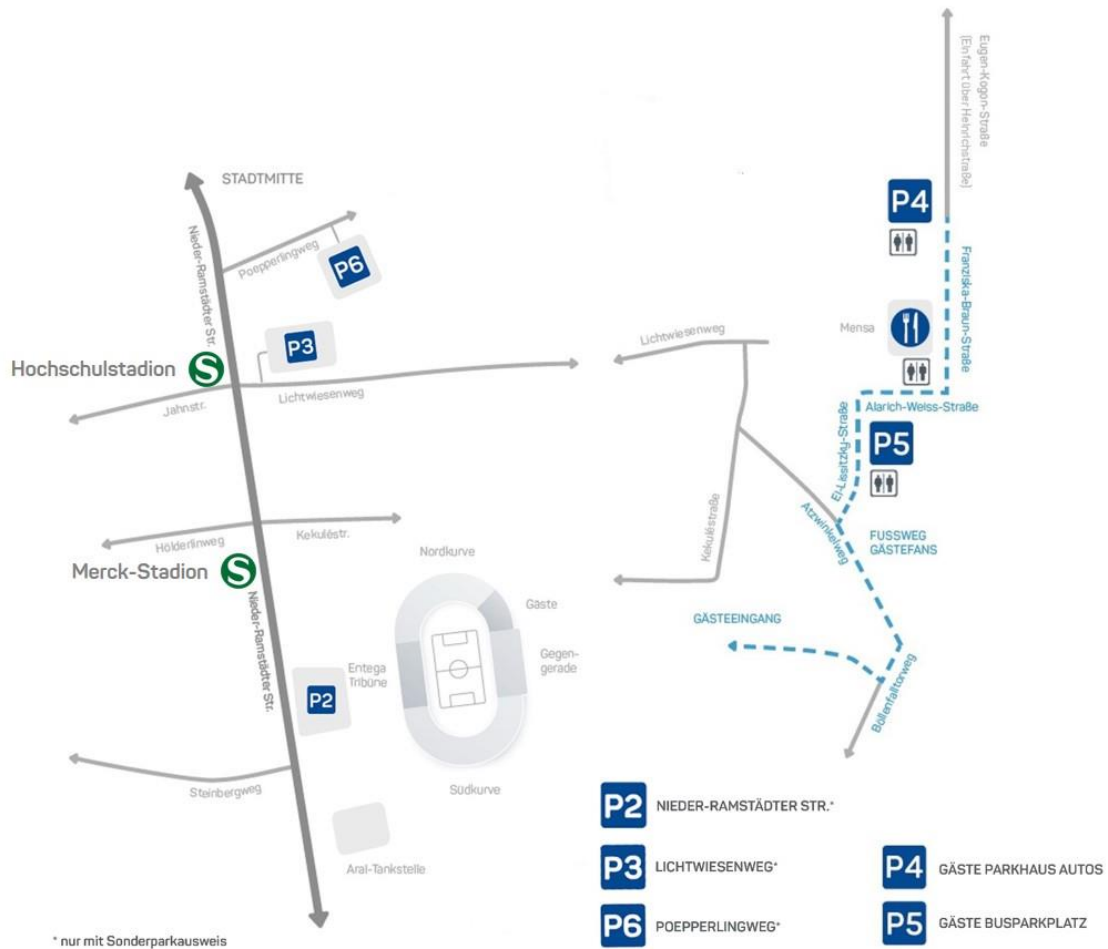 Eugen-Kogon-Straße
(Einfahrt über Heinrichstraße)
STADTMITTE
P4
Nieder-Ramstädter Str.
Poepperlingweg
P6
Franziska-Braun-Straße
Mensa
Lichtwiesenweg
P3
Hochschulstadion
S
Jahnstr.
Lichtwiesenweg
Alarich-Weiss-Straße
El-Lissitzky-Straße
P5
Atzwinkelweg
Kekuléstraße
FUSSWEG
GÄSTEFANS
Hölderlinweg
Kekuléstr.
Merck-Stadion
S
Nordkurve
Nieder-Ramstädter Str.
Gäste
GÄSTEEINGANG
Gegen-
gerade
Entega
Tribüne
P2
Böllenfalltorweg
Steinbergweg
Südkurve
P2 NIEDER-RAMSTÄDTER STR.*
Aral-Tankstelle
P3 LICHTWIESENWEG*
P4 GÄSTE PARKHAUS AUTOS
P6 POEPPERLINGWEG*
P5 GÄSTE BUSPARKPLATZ
* nur mit Sonderparkausweis